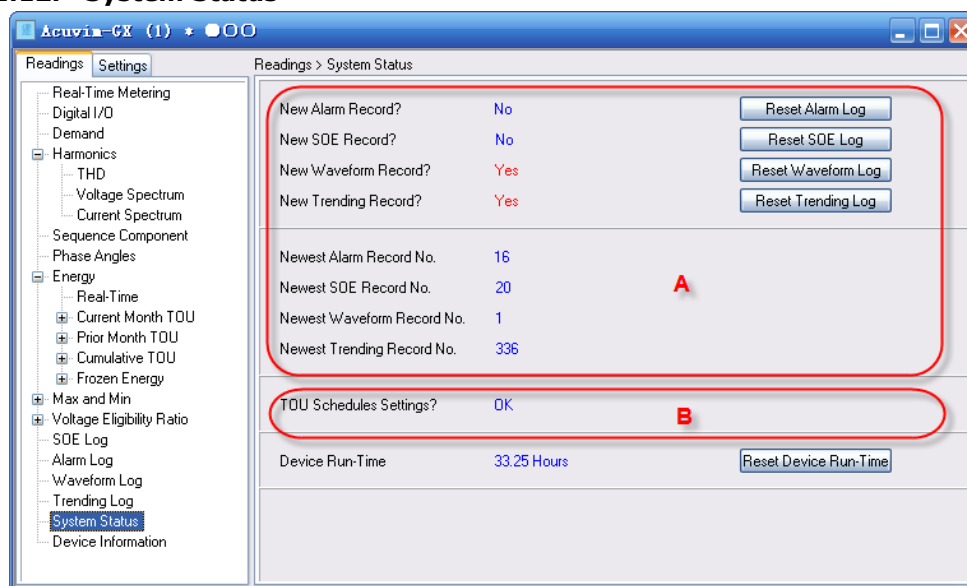 System Status
Acuvim-GX (1) *
Readings Settings
Readings > System Status
Real-Time Metering
Digital I/O
Demand
Harmonics
THD
Voltage Spectrum
Current Spectrum
Sequence Component
Phase Angles
Energy
Real-Time
Current Month TOU
Prior Month TOU
Cumulative TOU
Frozen Energy
Max and Min
Voltage Eligibility Ratio
SOE Log
Alarm Log
Waveform Log
Trending Log
System Status
Device Information
New Alarm Record? No Reset Alarm Log
New SOE Record? No Reset SOE Log
New Waveform Record? Yes Reset Waveform Log
New Trending Record? Yes Reset Trending Log
Newest Alarm Record No. 16
Newest SOE Record No. 20
A
Newest Waveform Record No. 1
Newest Trending Record No. 336
TOU Schedules Settings? OK
B
Device Run-Time 33.25 Hours Reset Device Run-Time